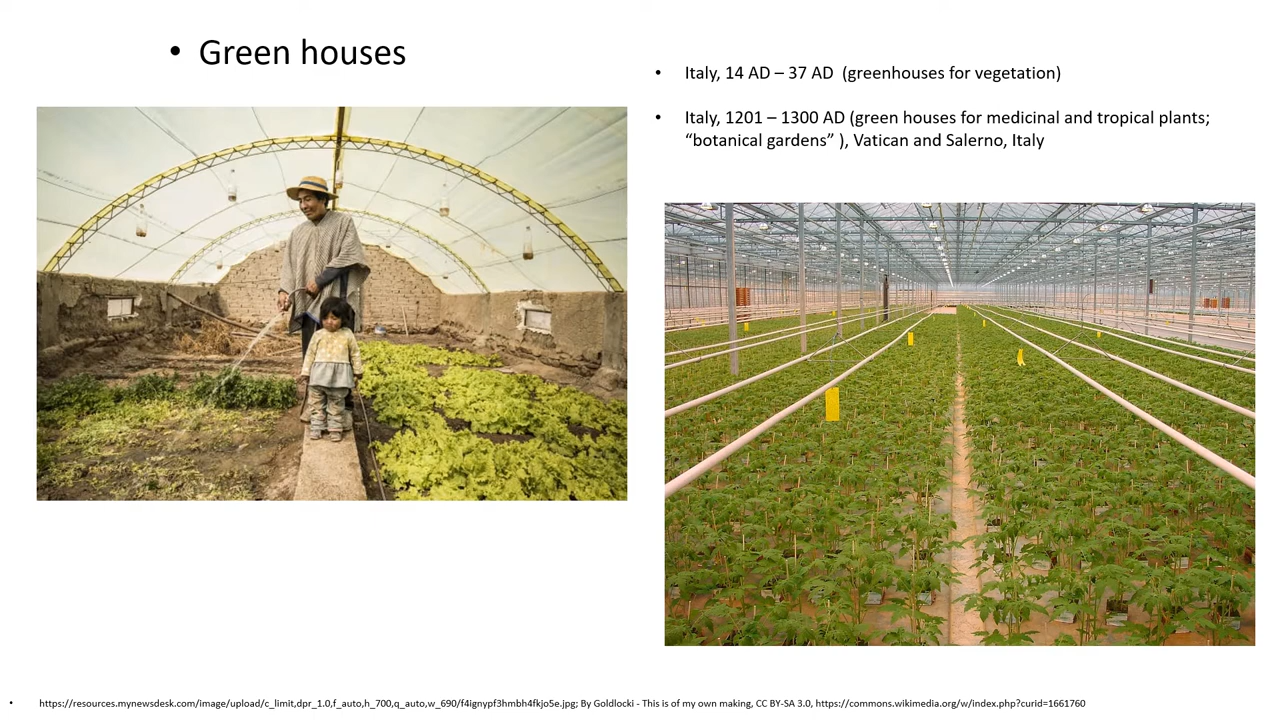 • Green houses
• Italy, 14 AD – 37 AD  (greenhouses for vegetation)
• Italy, 1201 – 1300 AD (green houses for medicinal and tropical plants;
“botanical gardens” ), Vatican and Salerno, Italy
• https://resources.mynewsdesk.com/image/upload/c_limit,dpr_1.0,f_auto,h_700,q_auto,w_690/f4ignypf3hmbh4fkjo5e.jpg; By Goldlocki - This is of my own making, CC BY-SA 3.0, https://commons.wikimedia.org/w/index.php?curid=1661760